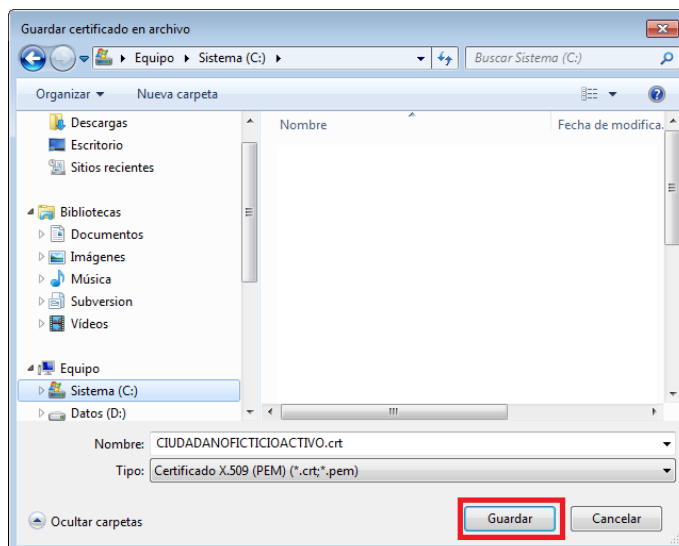 Guardar certificado en archivo
Equipo Sistema (C:)
Buscar Sistema (C:)
Organizar Nueva carpeta
Descargas
Escritorio
Sitios recientes
Bibliotecas
Documentos
Imágenes
Música
Subversion
Vídeos
Equipo
Sistema (C:)
Datos (D:)
Nombre Fecha de modifica.
Nombre: CIUDADANOFICTICIOACTIVO.crt
Tipo: Certificado X.509 (PEM) (*.crt;*.pem)
Ocultar carpetas
Guardar Cancelar